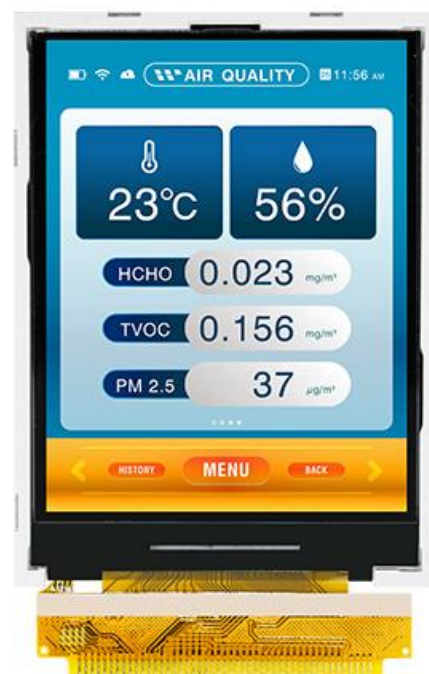 AIR QUALITY 11:56 AM
23°C 56%
HCHO 0.023 mg/m³
TVOC 0.156 mg/m³
PM 2.5 37 µg/m³
HISTORY MENU BACK